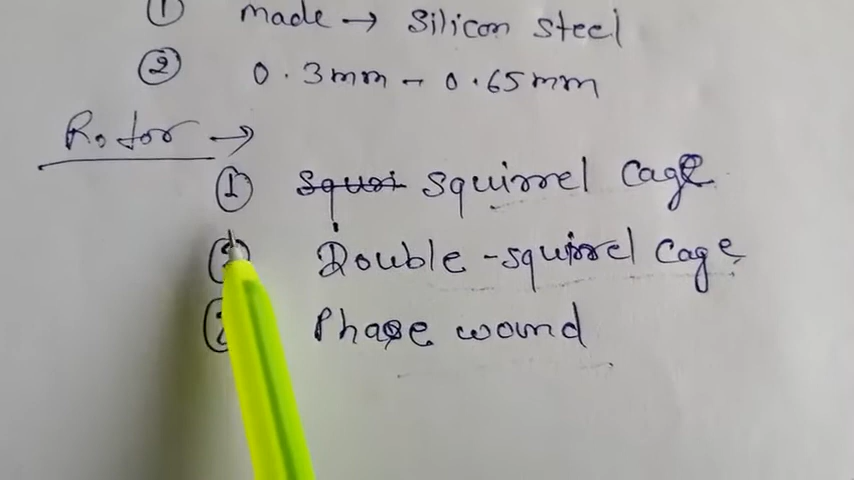 ① made → Silicon Steel
② 0.3mm - 0.65mm
Rotor →
① squirrel cage
Double-squirrel cage
Phase wound